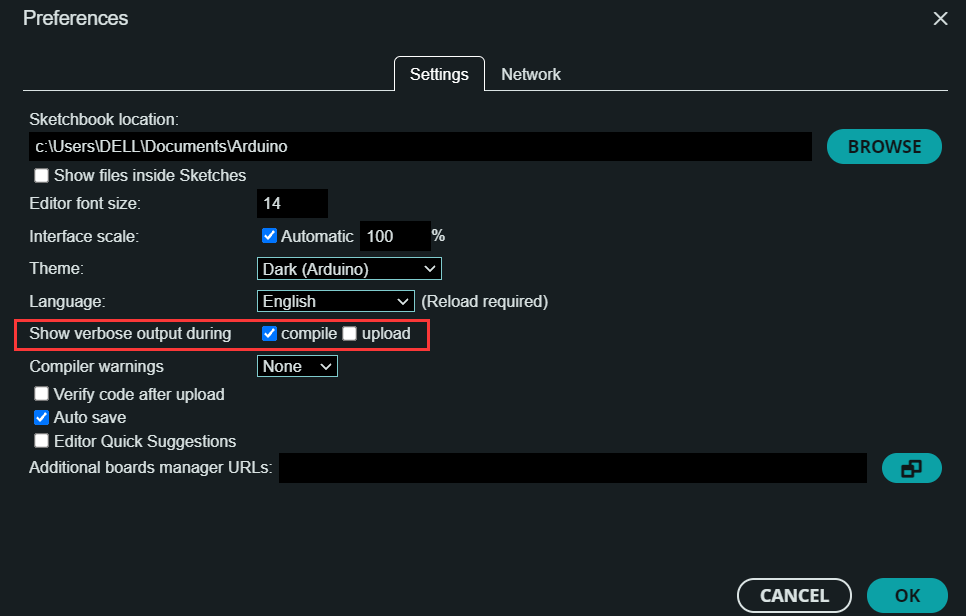 Preferences
Settings Network
Sketchbook location:
c:\Users\DELL\Documents\Arduino BROWSE
Show files inside Sketches
Editor font size: 14
Interface scale: Automatic 100 %
Theme: Dark (Arduino)
Language: English (Reload required)
Show verbose output during compile upload
Compiler warnings None
Verify code after upload
Auto save
Editor Quick Suggestions
Additional boards manager URLs:
CANCEL OK